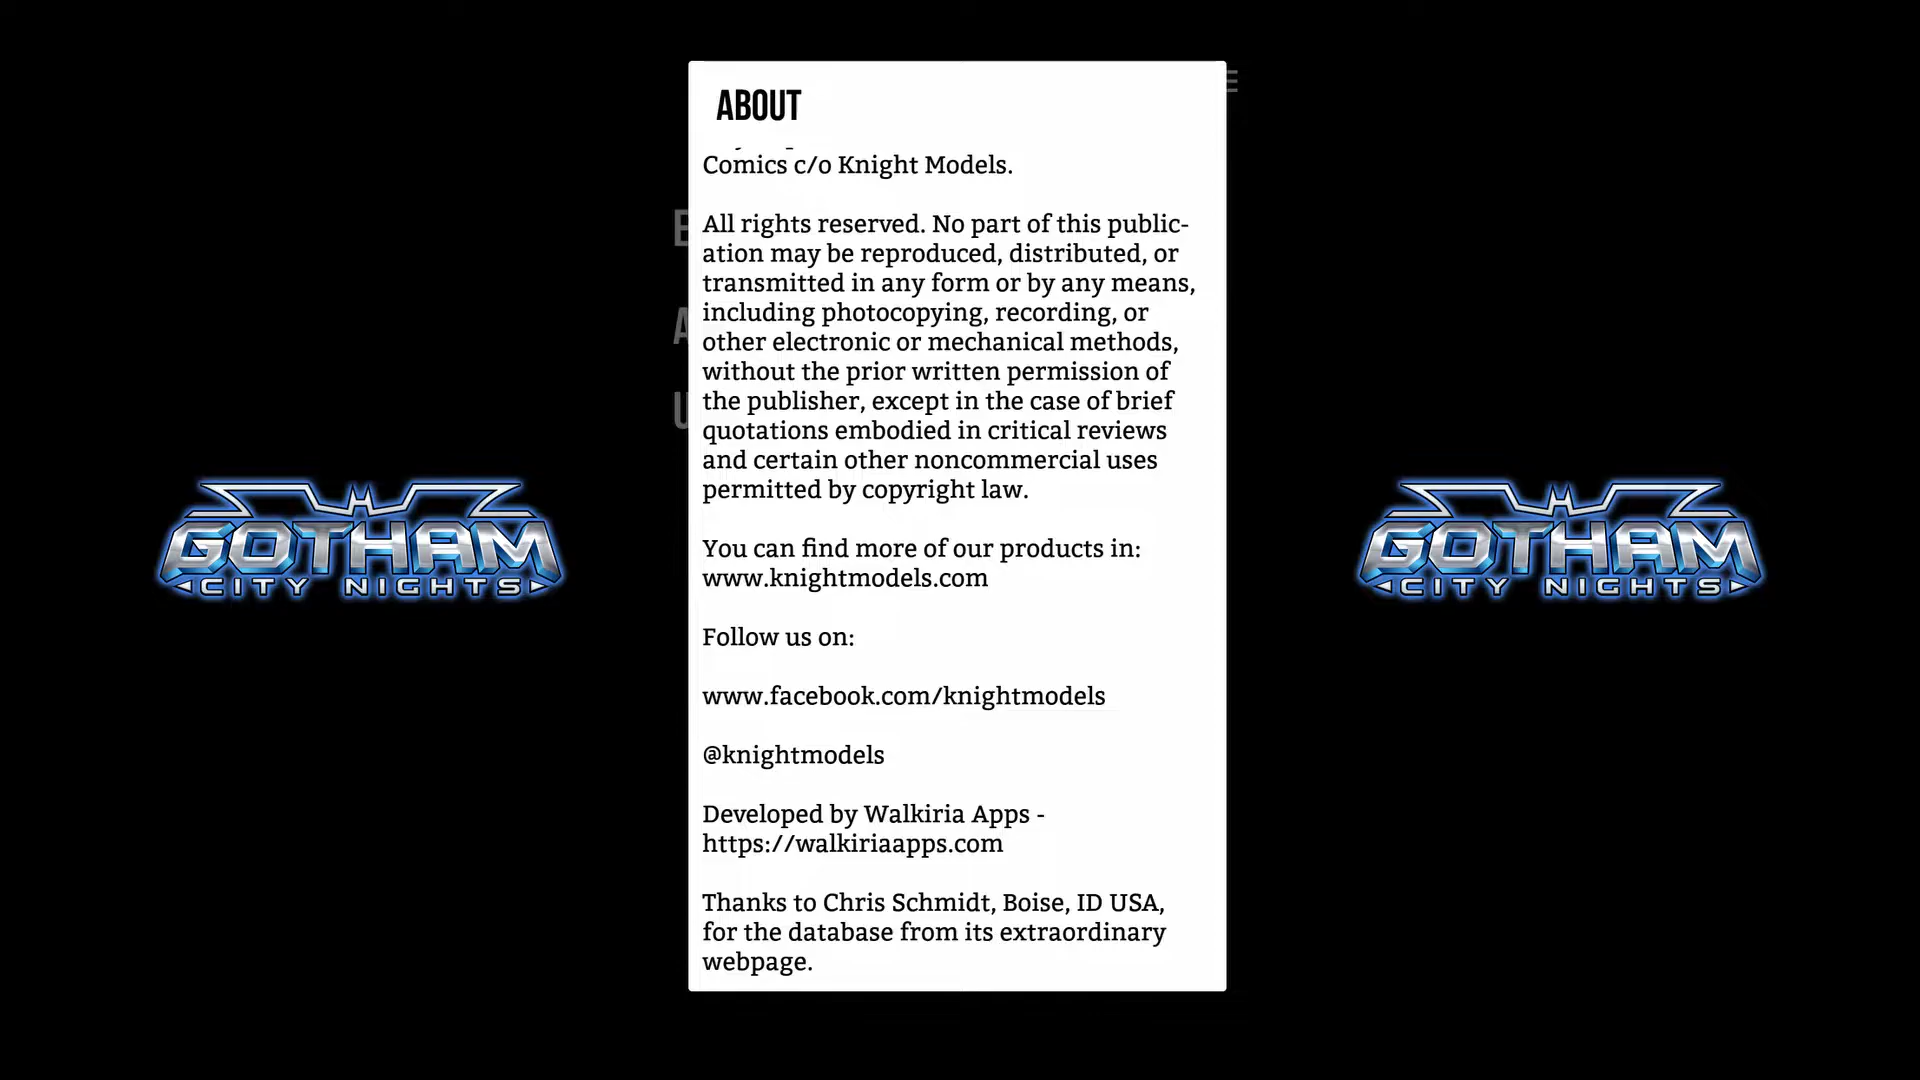 ABOUT
Comics c/o Knight Models.
All rights reserved. No part of this public-
ation may be reproduced, distributed, or
transmitted in any form or by any means,
including photocopying, recording, or
other electronic or mechanical methods,
without the prior written permission of
the publisher, except in the case of brief
quotations embodied in critical reviews
and certain other noncommercial uses
permitted by copyright law.
You can find more of our products in:
www.knightmodels.com
Follow us on:
www.facebook.com/knightmodels
@knightmodels
Developed by Walkiria Apps -
https://walkiriaapps.com
Thanks to Chris Schmidt, Boise, ID USA,
for the database from its extraordinary
webpage.
GOTHAM
CITY NIGHTS
GOTHAM
CITY NIGHTS